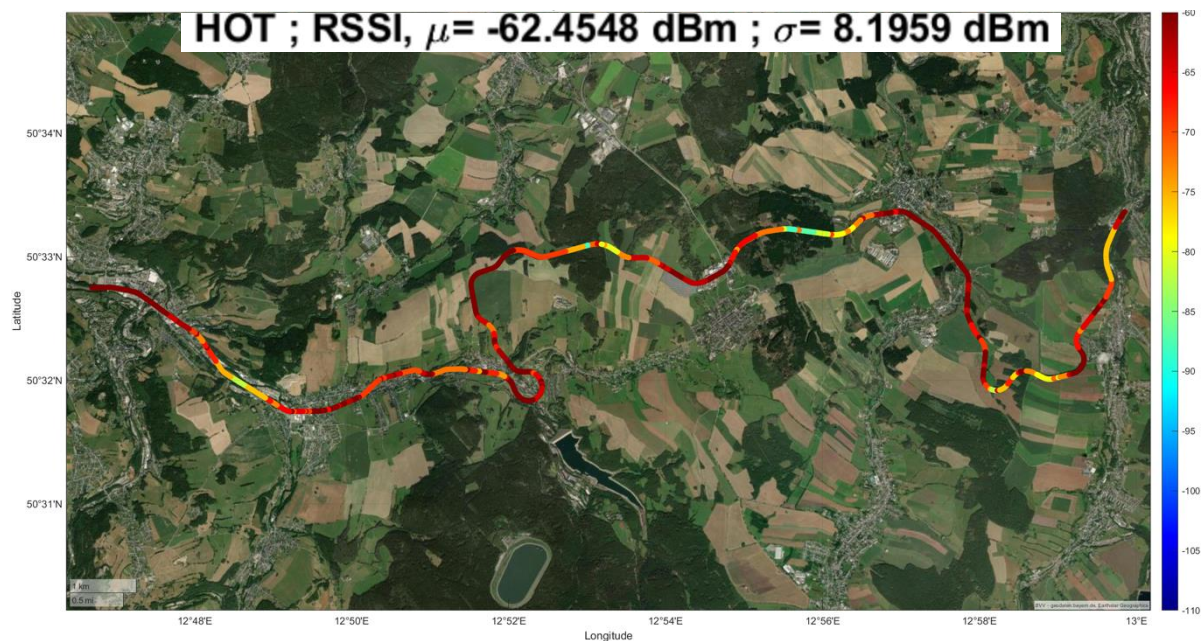 HOT ; RSSI, μ= -62.4548 dBm ; σ= 8.1959 dBm
-60
-65
-70
-75
-80
-85
-90
-95
-100
-105
-110
50°34'N
50°33'N
50°32'N
50°31'N
Latitude
1 km
0.5 mi
12°48'E
12°50'E
12°52'E
12°54'E
12°56'E
12°58'E
13°E
Longitude